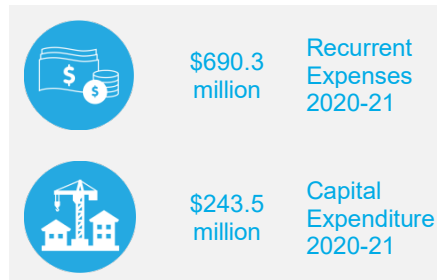 $690.3
million
Recurrent
Expenses
2020-21
$243.5
million
Capital
Expenditure
2020-21